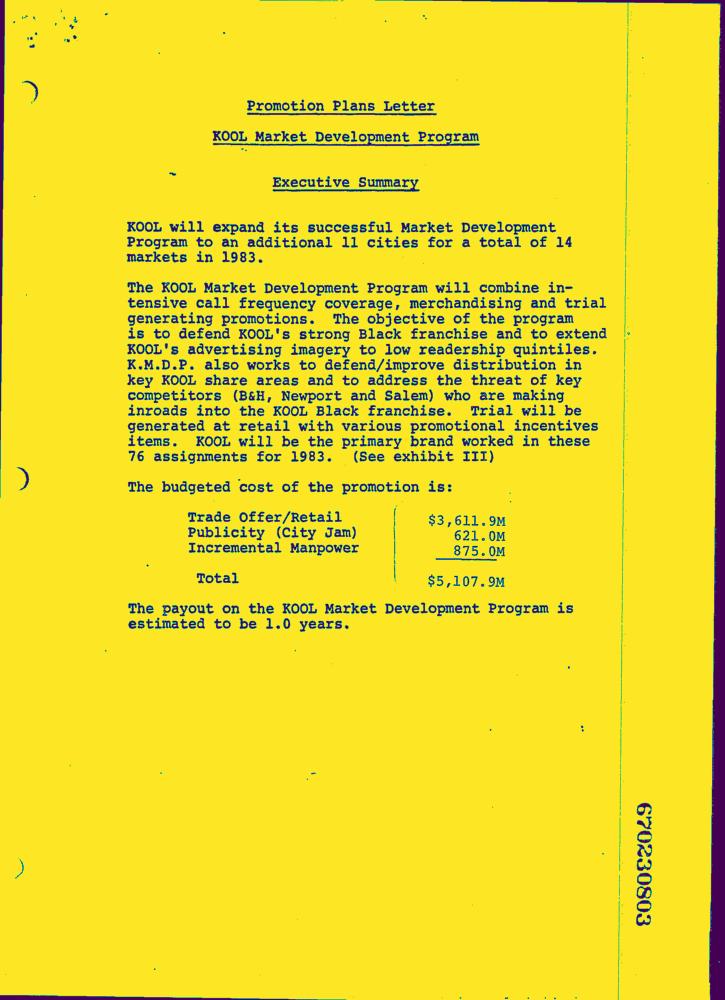 Promotion Plans Letter
KOOL Market Development Program
Executive Summary
KOOL will expand its successful Market Development
Program to an additional 11 cities for a total of 14
markets in 1983.
The KOOL Market Development Program will combine in-
tensive call frequency coverage, merchandising and trial
generating promotions. The objective of the program
is to defend KOOL's strong Black franchise and to extend
KOOL's advertising imagery to low readership quintiles.
K.M.D.P. also works to defend/improve distribution in
key KOOL share areas and to address the threat of key
competitors (B&H, Newport and Salem) who are making
inroads into the KOOL Black franchise. Trial will be
generated at retail with various promotional incentives
items. KOOL will be the primary brand worked in these
76 assignments for 1983. (See exhibit III)
The budgeted cost of the promotion is:
Trade Offer/Retail $3,611.9M
Publicity (City Jam) 621.0M
Incremental Manpower 875.0M
Total $5,107.9M
The payout on the KOOL Market Development Program is
estimated to be 1.0 years.
670230803